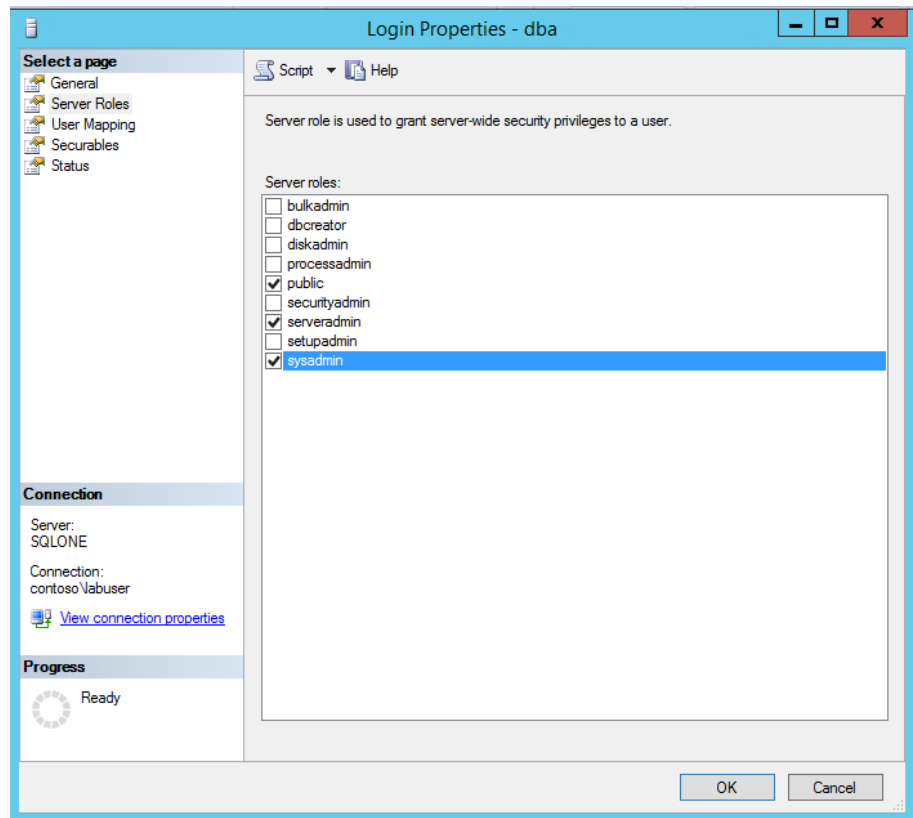 Login Properties - dba
Select a page
General
Server Roles
User Mapping
Securables
Status
Script Help
Server role is used to grant server-wide security privileges to a user.
Server roles:
bulkadmin
dbcreator
diskadmin
processadmin
public
securityadmin
serveradmin
setupadmin
sysadmin
Connection
Server:
SQLONE
Connection:
contoso\labuser
View connection properties
Progress
Ready
OK Cancel